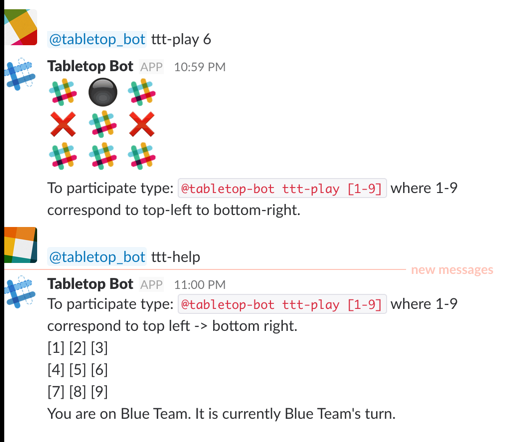 @tabletop_bot ttt-play 6
Tabletop Bot APP 10:59 PM
To participate type: @tabletop-bot ttt-play [1-9] where 1-9
correspond to top-left to bottom-right.
@tabletop_bot ttt-help
new messages
Tabletop Bot APP 11:00 PM
To participate type: @tabletop-bot ttt-play [1-9] where 1-9
correspond to top left -> bottom right.
[1] [2] [3]
[4] [5] [6]
[7] [8] [9]
You are on Blue Team. It is currently Blue Team's turn.